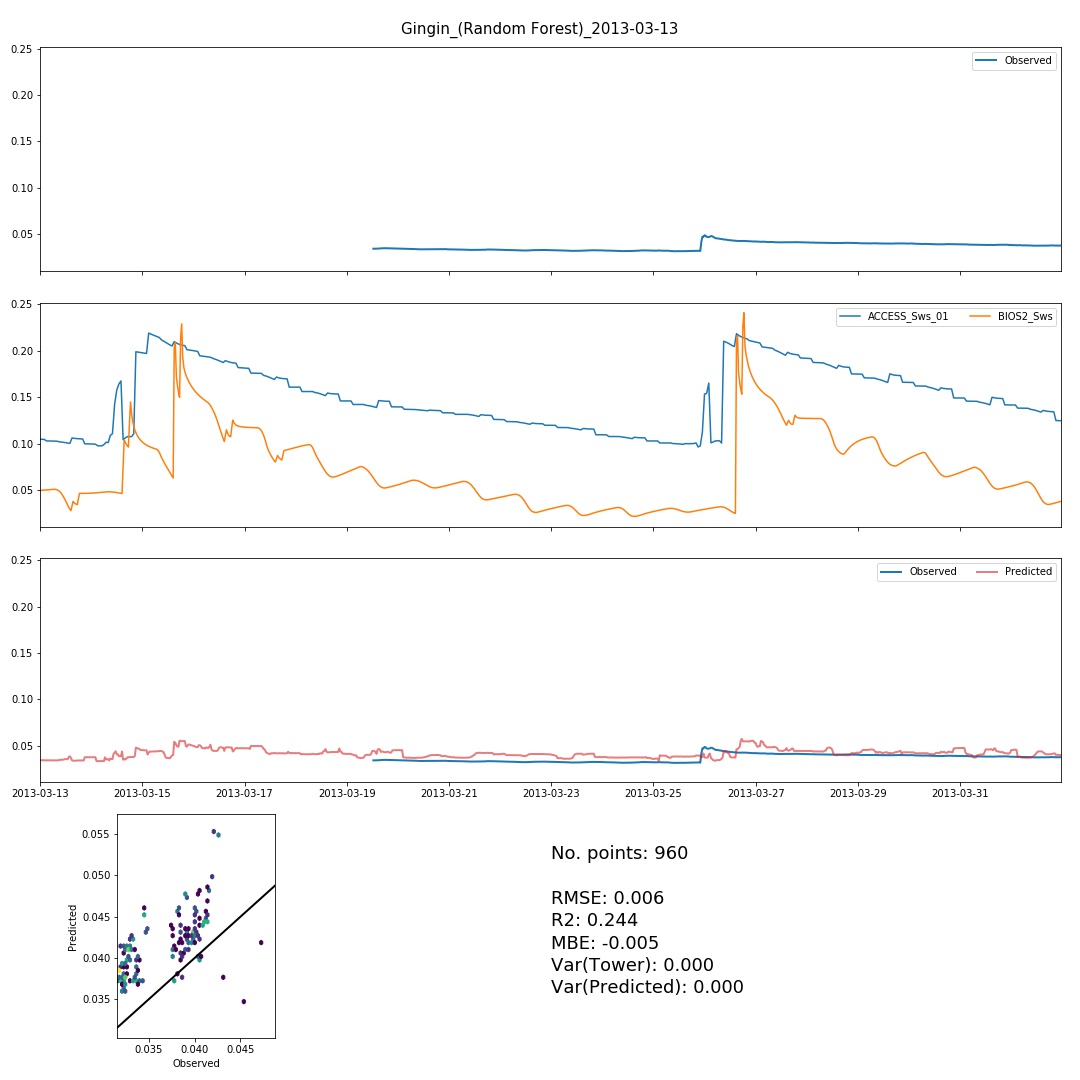 Gingin_(Random Forest)_2013-03-13
0.25
0.20
0.15
0.10
0.05
Observed
0.25
0.20
0.15
0.10
0.05
ACCESS_Sws_01 BIOS2_Sws
0.25
0.20
0.15
0.10
0.05
Observed Predicted
2013-03-13 2013-03-15 2013-03-17 2013-03-19 2013-03-21 2013-03-23 2013-03-25 2013-03-27 2013-03-29 2013-03-31
0.055
0.050
0.045
0.040
0.035
Predicted
0.035 0.040 0.045
Observed
No. points: 960
RMSE: 0.006
R2: 0.244
MBE: -0.005
Var(Tower): 0.000
Var(Predicted): 0.000